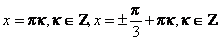 x = πκ, κ ∈ Z, x = ± π/3 + πκ, κ ∈ Z